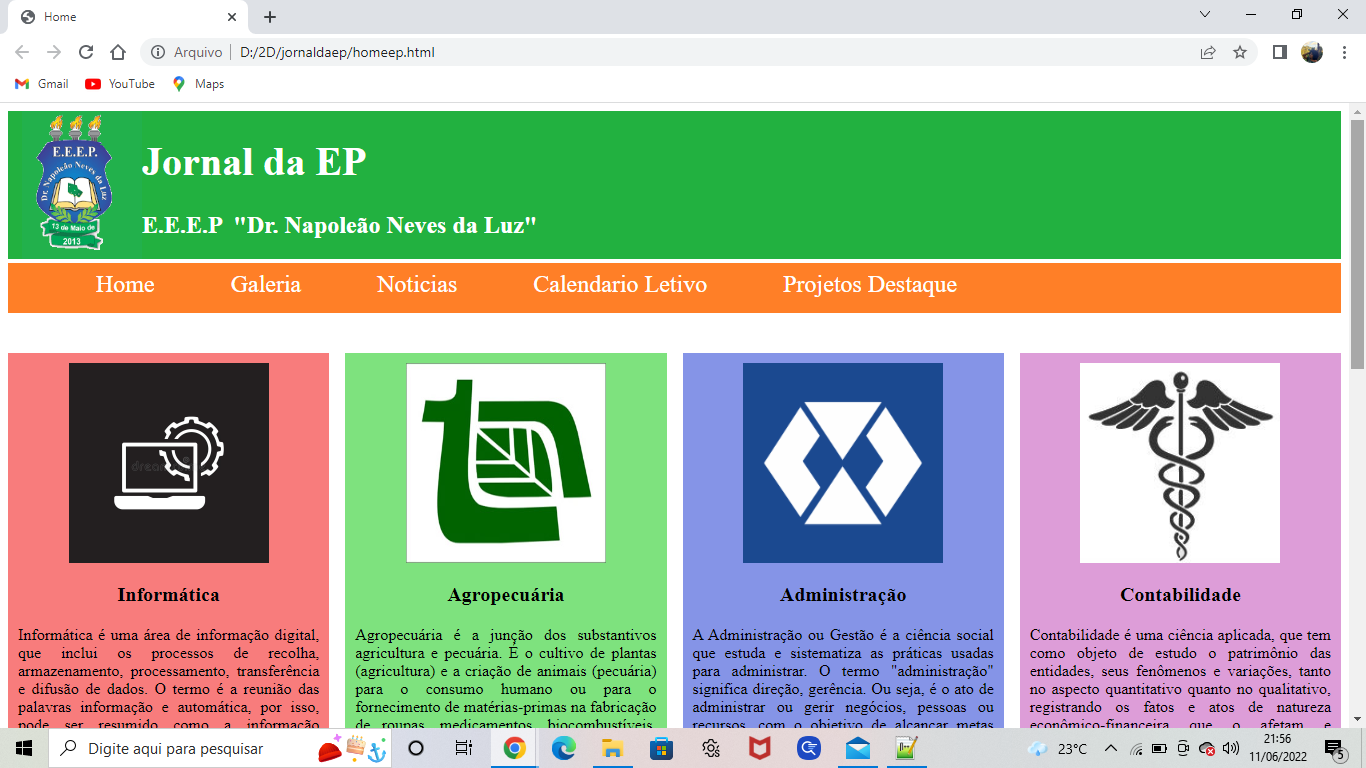 Home
Arquivo D:/2D/jornaldaep/homeep.html
Gmail YouTube Maps
E.E.E.P.
Dr. Napoleão Neves da Luz
13 de Maio de
2013
Jornal da EP
E.E.E.P "Dr. Napoleão Neves da Luz"
Home Galeria Noticias Calendario Letivo Projetos Destaque
Informática
Informática é uma área de informação digital,
que inclui os processos de recolha,
armazenamento, processamento, transferência
e difusão de dados. O termo é a reunião das
palavras informação e automática, por isso,
pode ser resumido como a informação
Agropecuária
Agropecuária é a junção dos substantivos
agricultura e pecuária. É o cultivo de plantas
(agricultura) e a criação de animais (pecuária)
para o consumo humano ou para o
fornecimento de matérias-primas na fabricação
de roupas, medicamentos, biocombustíveis,
Administração
A Administração ou Gestão é a ciência social
que estuda e sistematiza as práticas usadas
para administrar. O termo "administração"
significa direção, gerência. Ou seja, é o ato de
administrar ou gerir negócios, pessoas ou
recursos, com o objetivo de alcançar metas
Contabilidade
Contabilidade é uma ciência aplicada, que tem
como objeto de estudo o patrimônio das
entidades, seus fenômenos e variações, tanto
no aspecto quantitativo quanto no qualitativo,
registrando os fatos e atos de natureza
econômico-financeira que o afetam e
Digite aqui para pesquisar
23°C
21:56
11/06/2022
5